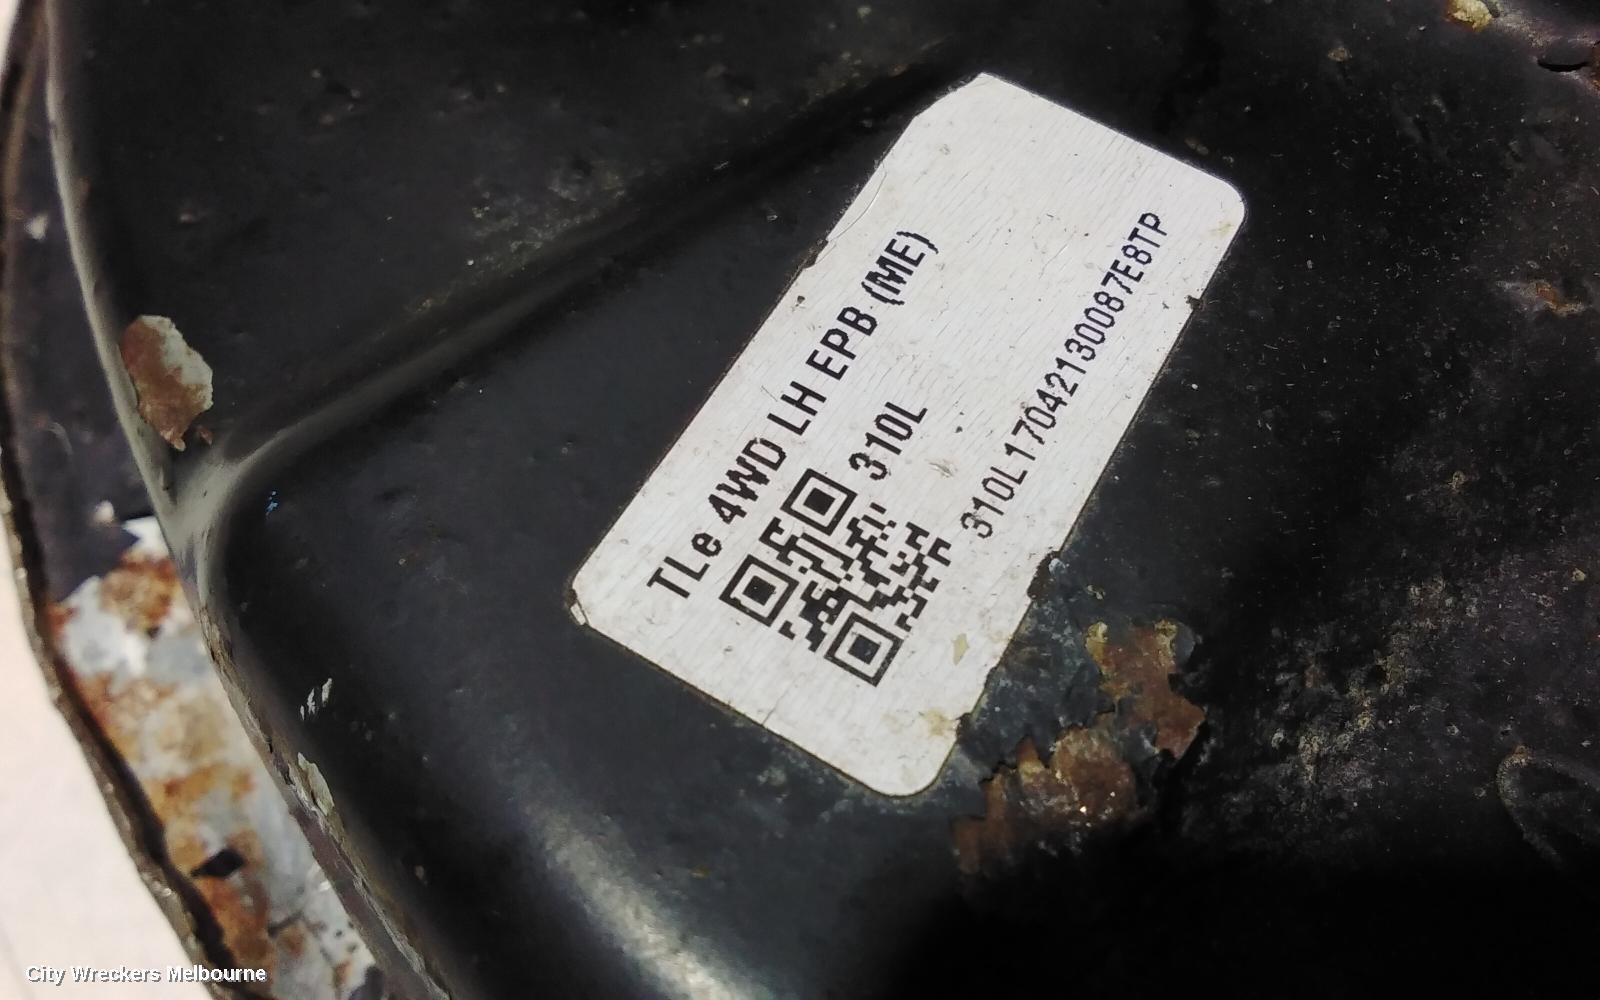 TLe 4WD LH EPB (ME)
310L
310L17042130087E8TP
City Wreckers Melbourne